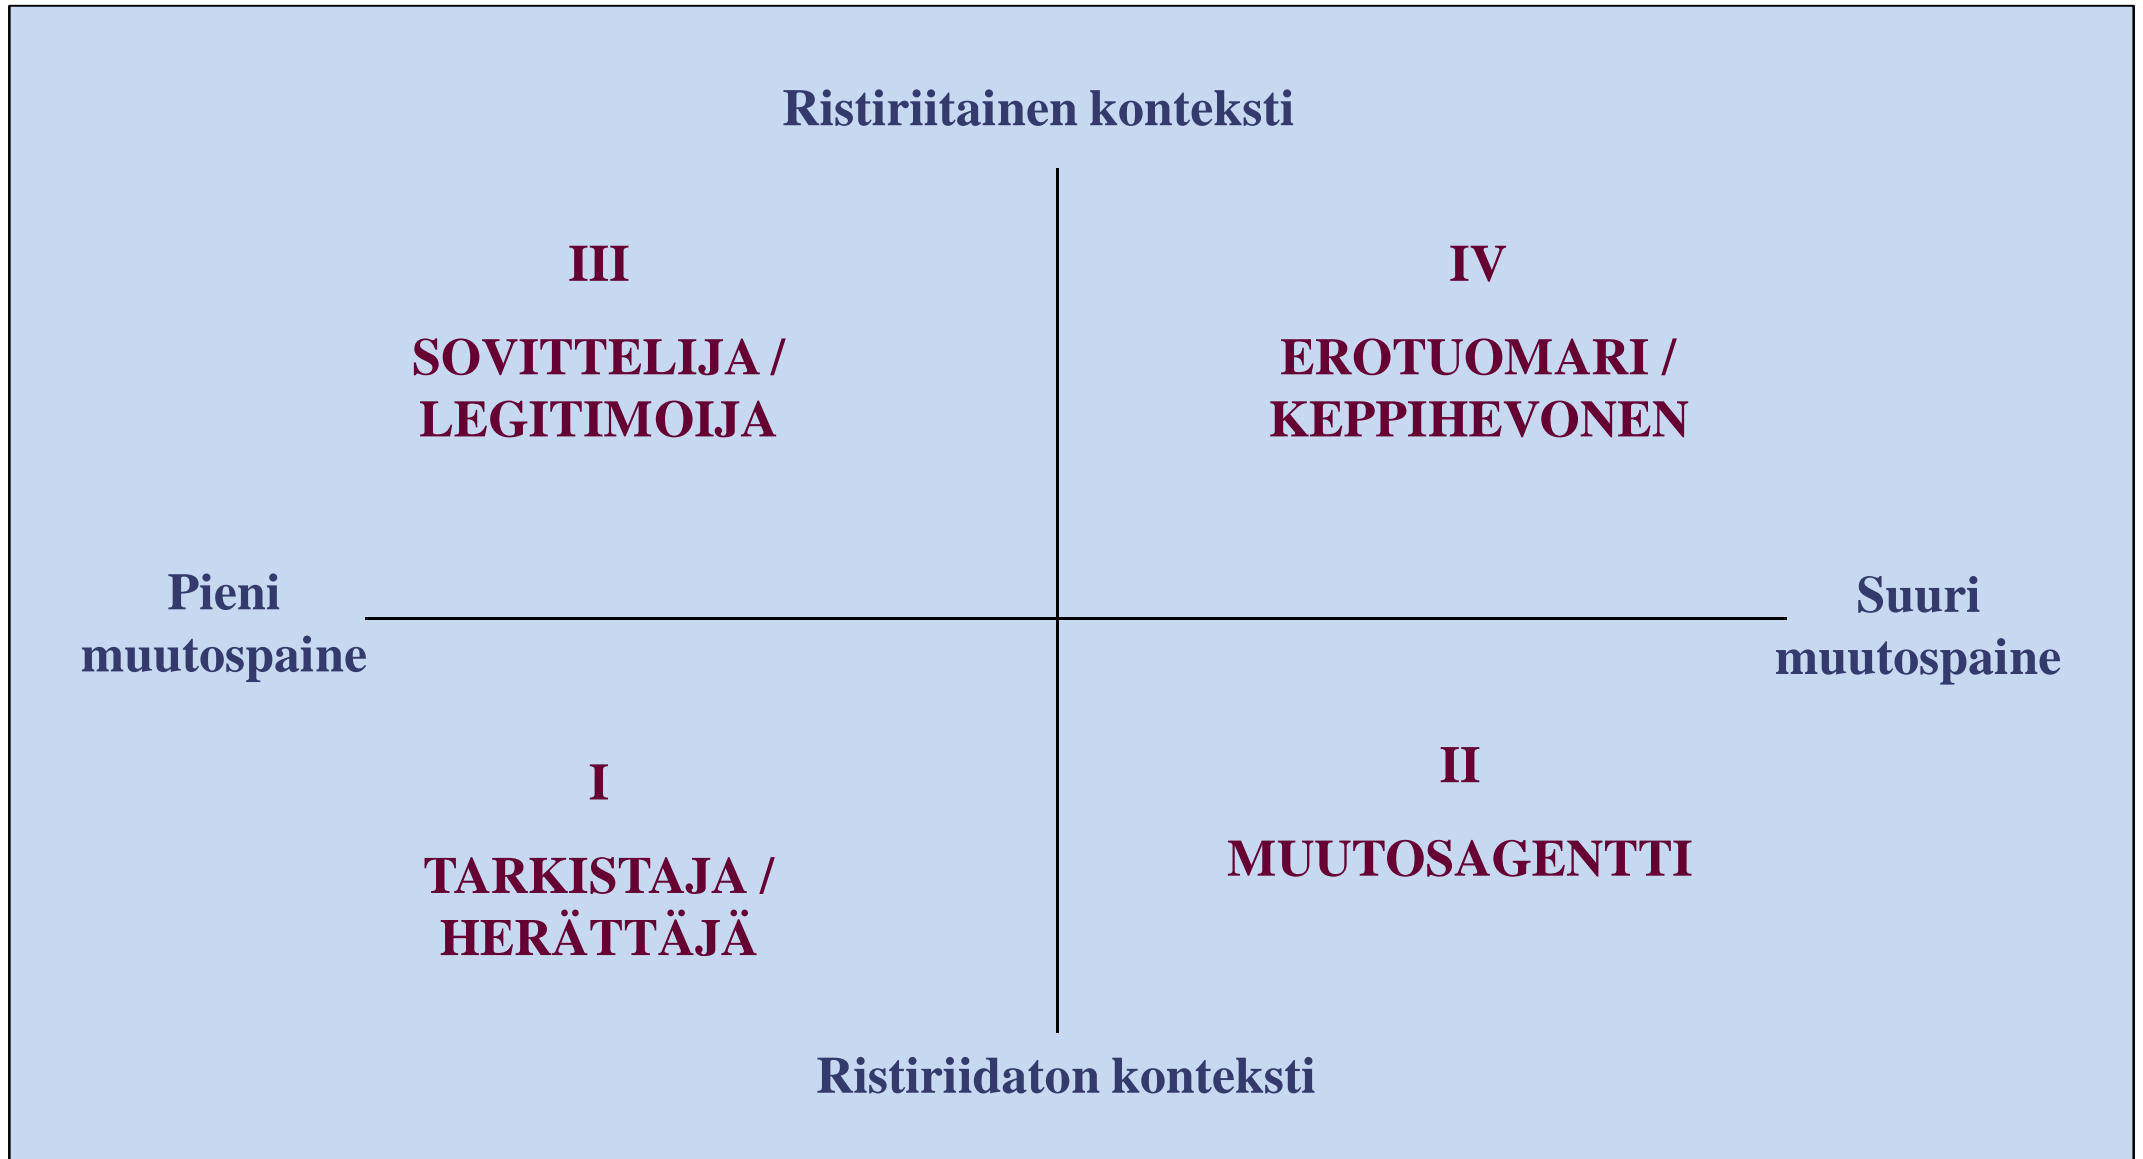 Ristiriitainen konteksti
III
SOVITTELIJA /
LEGITIMOIJA
IV
EROTUOMARI /
KEPPIHEVONEN
Pieni
muutospaine
Suuri
muutospaine
I
TARKISTAJA /
HERÄTTÄJÄ
II
MUUTOSAGENTTI
Ristiriidaton konteksti